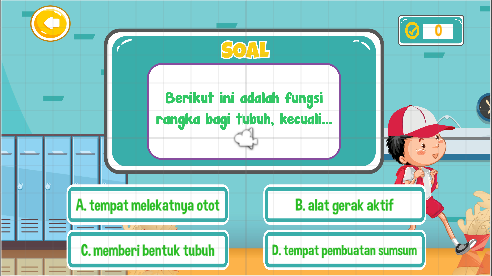 SOAL
0
Berikut ini adalah fungsi
rangka bagi tubuh, kecuali...
A. tempat melekatnya otot
B. alat gerak aktif
C. memberi bentuk tubuh
D. tempat pembuatan sumsum